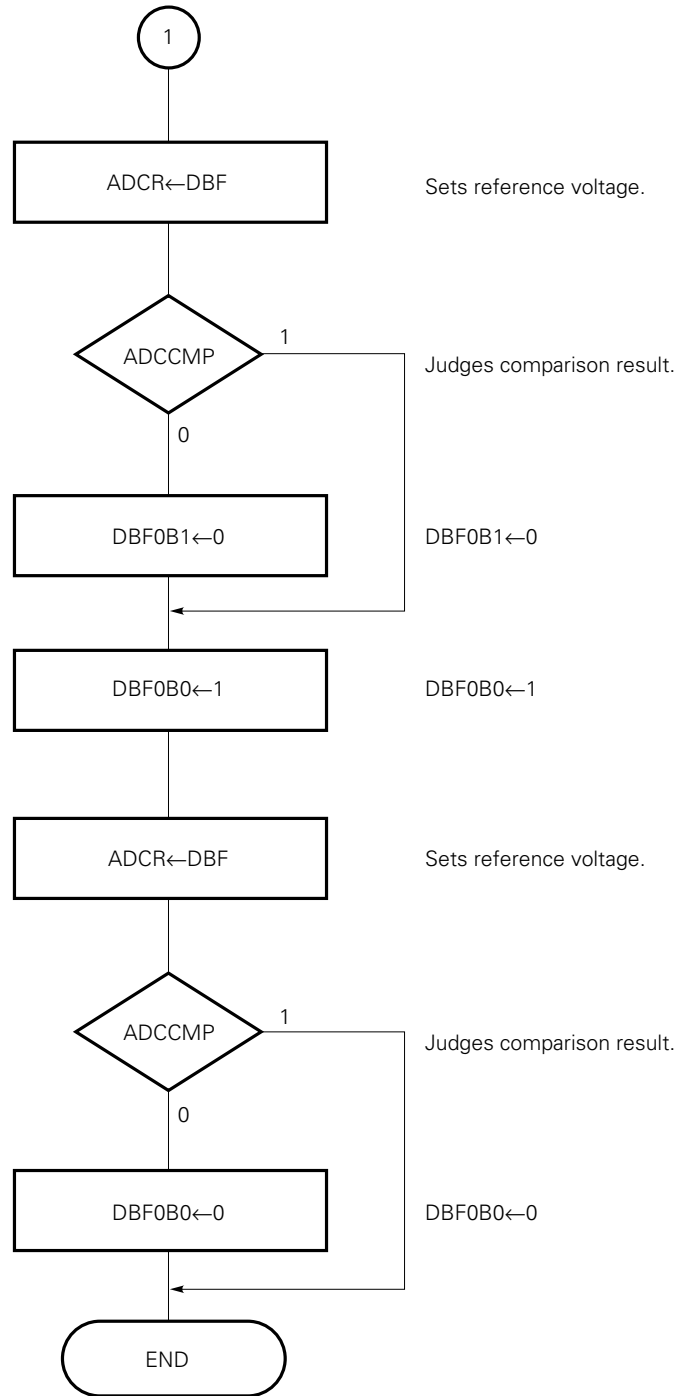 1
ADCR←DBF
Sets reference voltage.
ADCCMP
1
Judges comparison result.
0
DBF0B1←0
DBF0B1←0
DBF0B0←1
DBF0B0←1
ADCR←DBF
Sets reference voltage.
ADCCMP
1
Judges comparison result.
0
DBF0B0←0
DBF0B0←0
END